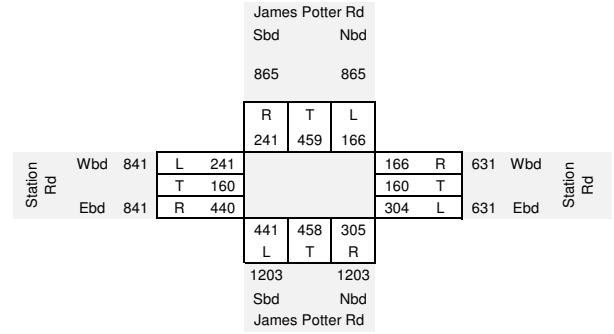 James Potter Rd
Sbd Nbd
865 865
R T L
241 459 166
Station Rd
Wbd 841 L 241
T 160
Ebd 841 R 440
166 R 631 Wbd
160 T
304 L 631 Ebd
Station Rd
441 458 305
L T R
1203 1203
Sbd Nbd
James Potter Rd